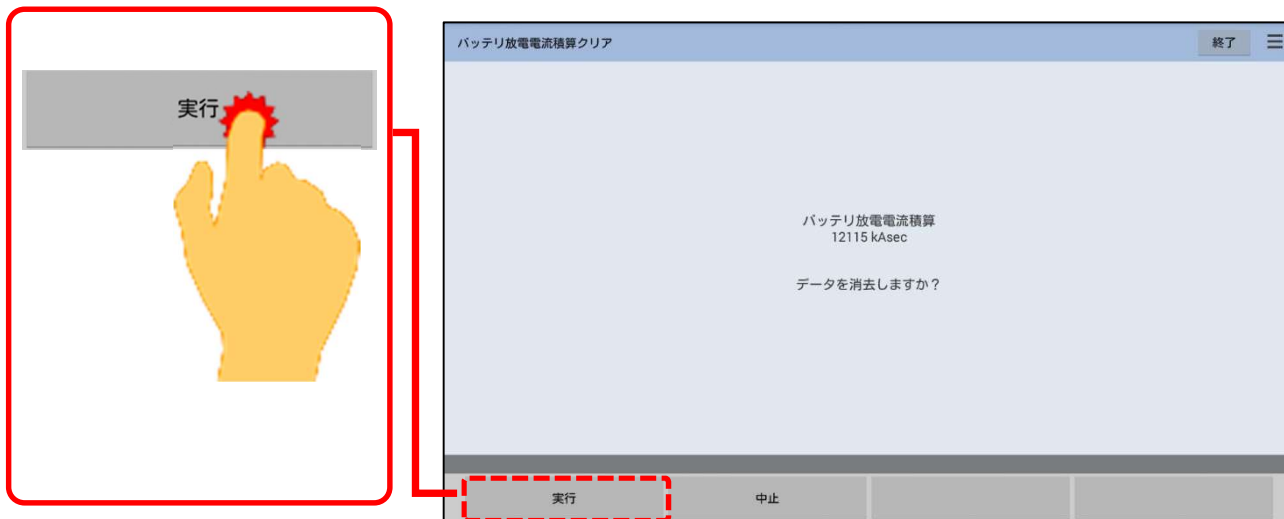 実行
バッテリ放電電流積算クリア
終了
バッテリ放電電流積算
12115 kAsec
データを消去しますか？
実行
中止